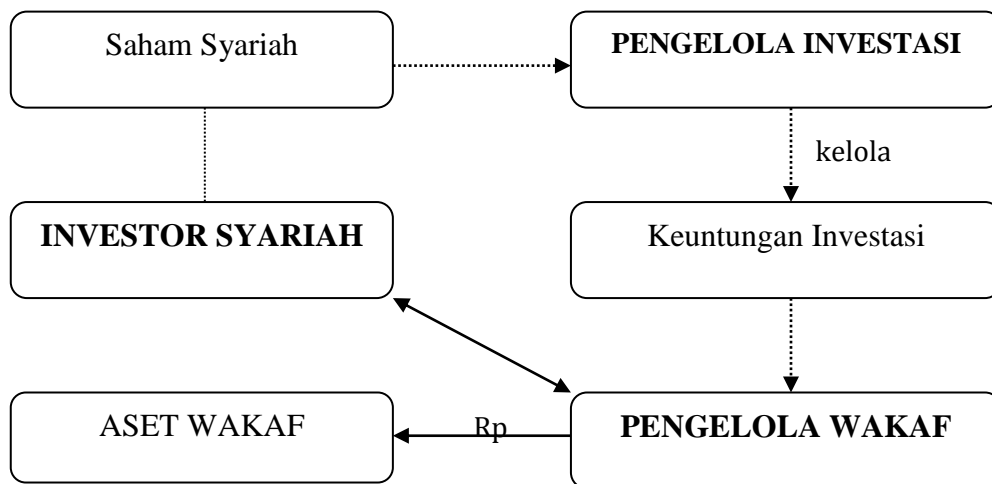 Saham Syariah
PENGELOLA INVESTASI
kelola
INVESTOR SYARIAH
Keuntungan Investasi
ASET WAKAF
Rp
PENGELOLA WAKAF